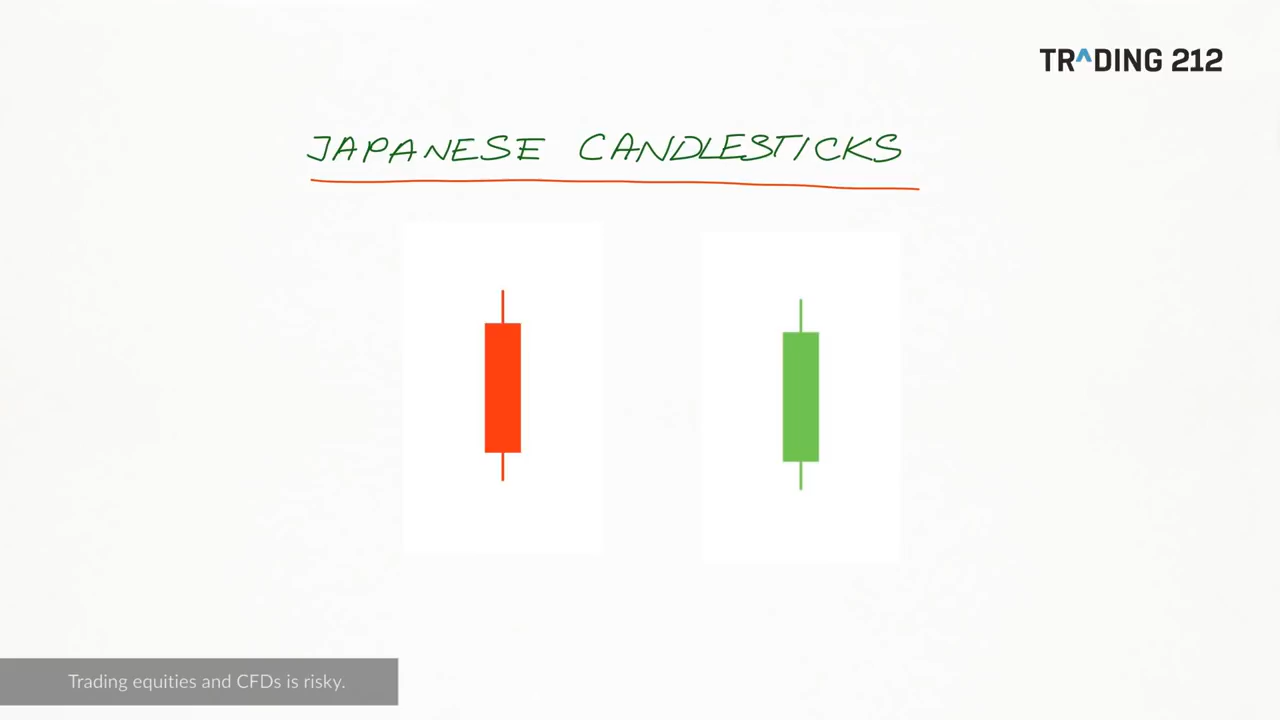 TRADING 212
JAPANESE CANDLESTICKS
Trading equities and CFDs is risky.